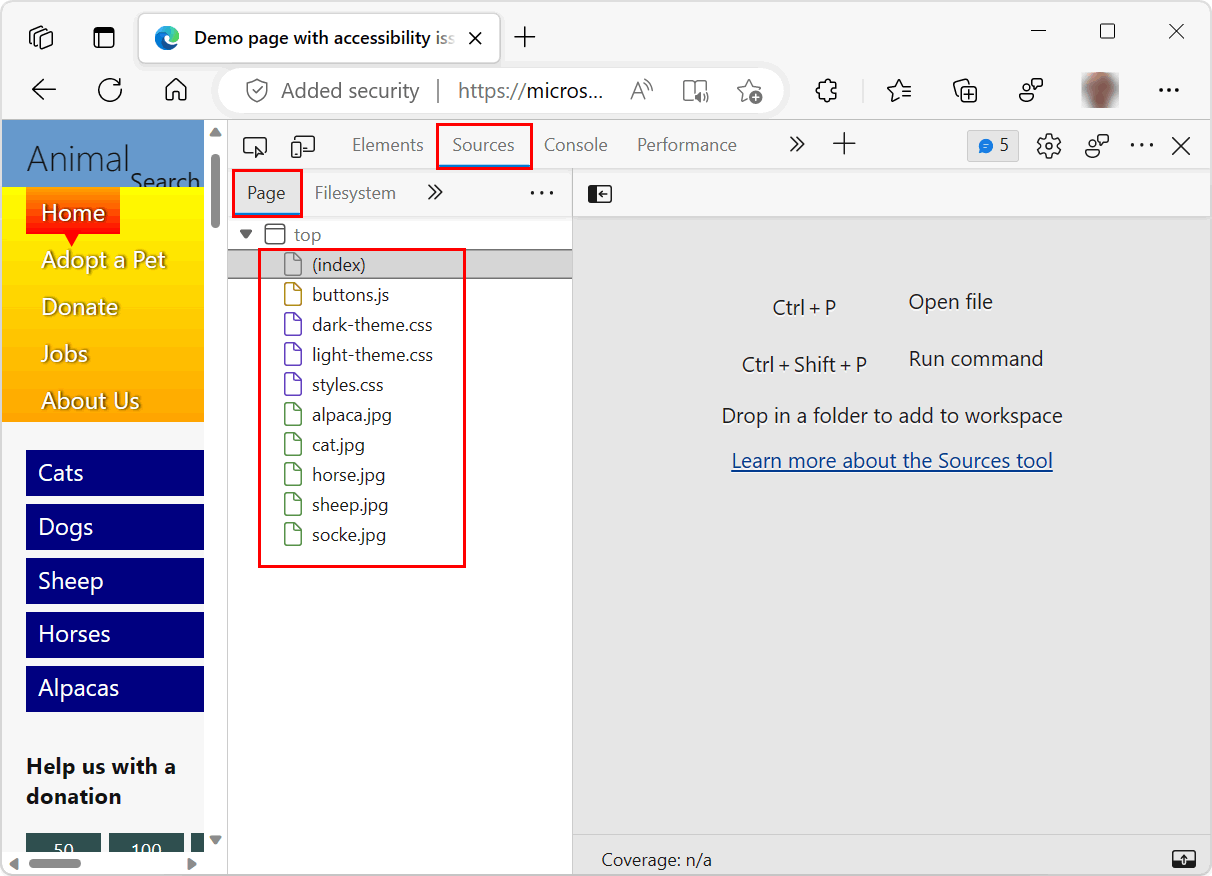 Demo page with accessibility iss
Added security
https://micros...
Animal
Search
Home
Adopt a Pet
Donate
Jobs
About Us
Cats
Dogs
Sheep
Horses
Alpacas
Help us with a
donation
50 100
Elements Sources Console Performance 5
Page Filesystem
top
(index)
buttons.js
dark-theme.css
light-theme.css
styles.css
alpaca.jpg
cat.jpg
horse.jpg
sheep.jpg
socke.jpg
Ctrl + P Open file
Ctrl + Shift + P Run command
Drop in a folder to add to workspace
Learn more about the Sources tool
Coverage: n/a